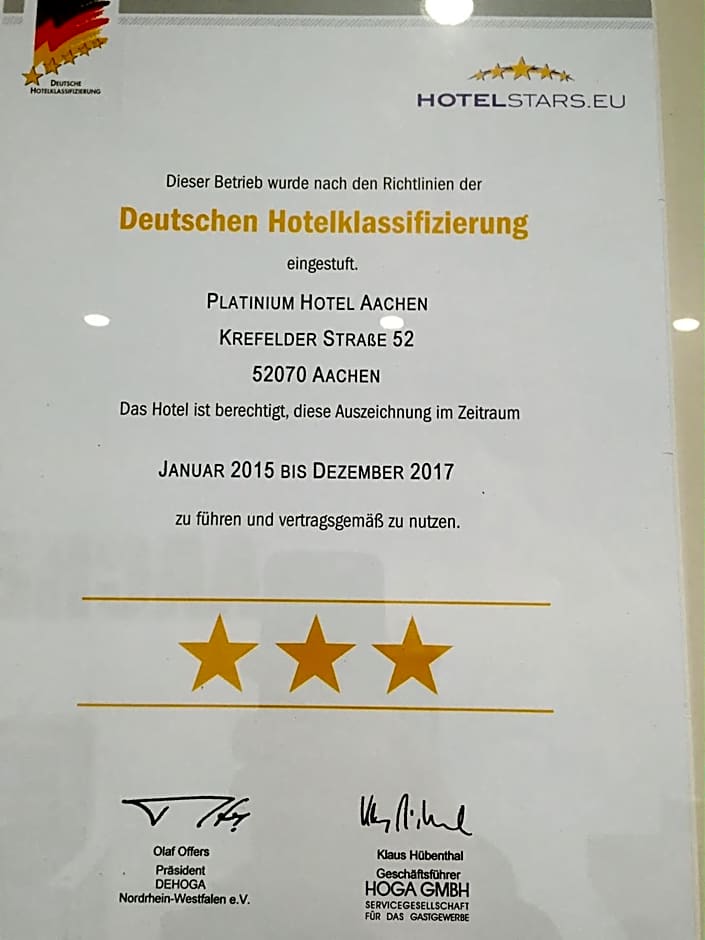 DEUTSCHE
HOTELKLASSIFIZIERUNG
HOTELSTARS.EU
Dieser Betrieb wurde nach den Richtlinien der
Deutschen Hotelklassifizierung
eingestuft.
PLATINIUM HOTEL AACHEN
KREFELDER STRAßE 52
52070 AACHEN
Das Hotel ist berechtigt, diese Auszeichnung im Zeitraum
JANUAR 2015 BIS DEZEMBER 2017
zu führen und vertragsgemäß zu nutzen.
Olaf Offers
Präsident
DEHOGA
Nordrhein-Westfalen e.V.
Klaus Hübenthal
Geschäftsführer
HOGA GMBH
SERVICEGESELLSCHAFT
FÜR DAS GASTGEWERBE